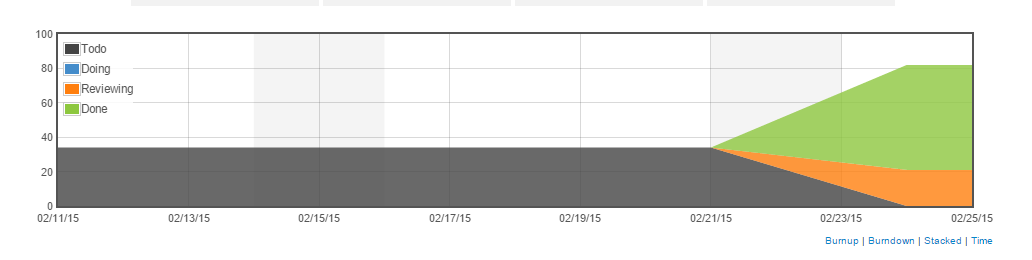 100
80
60
40
20
0
Todo
Doing
Reviewing
Done
02/11/15 02/13/15 02/15/15 02/17/15 02/19/15 02/21/15 02/23/15 02/25/15
Burnup | Burndown | Stacked | Time